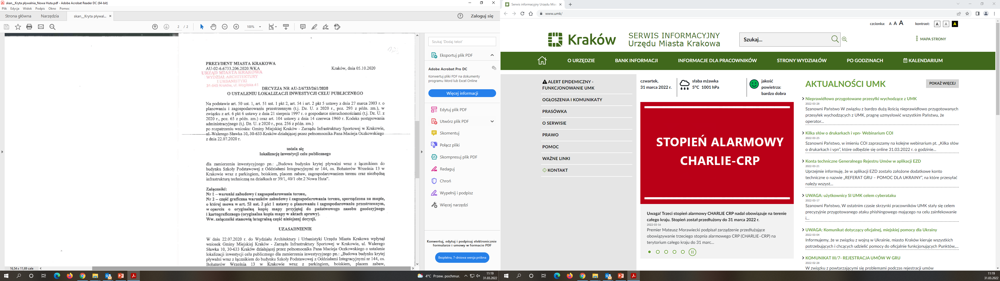 skan__Kryta pływalnia_Nowa Huta.pdf - Adobe Acrobat Reader DC (64-bit)
Plik Edycja Widok Podpis Okno Pomoc
Strona główna Narzędzia skan__Kryta pływal... × Zaloguj się
2 / 2 100%
PREZYDENT MIASTA KRAKOWA
AU-02-6.6733.206.2020.WKA Kraków, dnia 05.10.2020
URZĄD MIASTA KRAKOWA
WYDZIAŁ ARCHITEKTURY
I URBANISTYKI
31-545 Kraków, ul. Mogilska 41
DECYZJA NR AU-2/6733/261/2020
O USTALENIU LOKALIZACJI INWESTYCJI CELU PUBLICZNEGO
Na podstawie art. 50 ust. 1, art. 51 ust. 1 pkt 2, art. 54 i art. 2 pkt 5 ustawy z dnia 27 marca 2003 r. o
planowaniu i zagospodarowaniu przestrzennym (t.j. Dz. U. z 2020 r., poz. 293 z późn. zm.), w
związku z art. 6 pkt 6 ustawy z dnia 21 sierpnia 1997 r. o gospodarce nieruchomościami (t.j. Dz. U. z
2020 r., poz. 65 z późn. zm.) oraz art. 104 ustawy z dnia 14 czerwca 1960 r. Kodeks postępowania
administracyjnego (t.j. Dz. U. z 2020 r., poz. 256 z późn. zm.)
po rozpatrzeniu wniosku: Gminy Miejskiej Kraków - Zarządu Infrastruktury Sportowej w Krakowie,
ul. Walerego Sławka 10, 30-633 Kraków działającej przez pełnomocnika Pana Macieja Oczkowskiego
z dnia 22.07.2020 r.
ustala się
lokalizację inwestycji celu publicznego
dla zamierzenia inwestycyjnego pn.: „Budowa budynku krytej pływalni wraz z łącznikiem do
budynku Szkoły Podstawowej z Oddziałami Integracyjnymi nr 144, os. Bohaterów Września 13 w
Krakowie wraz z parkingiem, boiskiem, placem zabaw, zagospodarowaniem terenu oraz niezbędną
infrastrukturą techniczną na działkach nr 39/1, 40/1 obr.2 Nowa Huta”.
Załączniki:
Nr 1 – warunki zabudowy i zagospodarowania terenu,
Nr 2 – część graficzna warunków zabudowy i zagospodarowania terenu, sporządzona na mapie,
o której mowa w art. 52 ust. 2 pkt 1 ustawy o planowaniu i zagospodarowaniu przestrzennym,
w oparciu o oryginalną kopię mapy przyjętej do państwowego zasobu geodezyjnego
i kartograficznego (oryginalna kopia mapy w aktach sprawy).
Ww. załączniki stanowią integralną część niniejszej decyzji.
UZASADNIENIE
W dniu 22.07.2020 r. do Wydziału Architektury i Urbanistyki Urzędu Miasta Krakowa wpłynął
wniosek Gminy Miejskiej Kraków - Zarządu Infrastruktury Sportowej w Krakowie, ul. Walerego
Sławka 10, 30-633 Kraków działającej przez pełnomocnika Pana Macieja Oczkowskiego o ustalenie
lokalizacji inwestycji celu publicznego dla zamierzenia inwestycyjnego pn.: „Budowa budynku krytej
pływalni wraz z łącznikiem do budynku Szkoły Podstawowej z Oddziałami Integracyjnymi nr 144, os.
Bohaterów Września 13 w Krakowie wraz z parkingiem, boiskiem, placem zabaw,
16,54 x 11,69 cale
Szukaj 'Dodaj tekst'
Eksportuj plik PDF
Adobe Acrobat Pro DC
Konwertuj pliki PDF na dokumenty
programu Word lub Excel Online
Więcej informacji
Edytuj plik PDF
Utwórz plik PDF
Skomentuj
Połącz pliki
Skompresuj plik PDF
Redaguj
Chroń
Wypełnij i podpisz
Więcej narzędzi
Konwertuj, edytuj i podpisuj elektronicznie
formularze i umowy w formacie PDF
Bezpłatna, 7-dniowa wersja próbna
4°C Przew. pochmur. 11:19
31.03.2022
Serwis informacyjny Urzędu Mias ×
www.umk/
czcionka: A A A kontrast: A A A
Kraków
SERWIS INFORMACYJNY
Urzędu Miasta Krakowa
Szukaj...
MAPA STRONY
O URZĘDZIE BANK INFORMACJI INFORMACJE DLA PRACOWNIKÓW STRONY WYDZIAŁÓW PO GODZINACH KALENDARIUM
ALERT EPIDEMICZNY -
FUNKCJONOWANIE UMK
OGŁOSZENIA I KOMUNIKATY
PRASÓWKA
O SERWISIE
PRAWO
POMOC
WAŻNE LINKI
KONTAKT
czwartek,
31 marca 2022 r.
słaba mżawka
5°C 1001 hPa
jakość
powietrza:
bardzo dobra
STOPIEŃ ALARMOWY
CHARLIE-CRP
Uwaga! Trzeci stopień alarmowy CHARLIE CRP nadal obowiązuje na terenie
całego kraju. Stopień został przedłużony do 31 marca 2022 r.
2022-03-16
Premier Mateusz Morawiecki podpisał zarządzenie przedłużające
obowiązywanie trzeciego stopnia alarmowego CRP (CHARLIE–CRP) na
terytorium całego kraju do 31 marc...
AKTUALNOŚCI UMK POKAŻ WIĘCEJ
Nieprawidłowo przygotowane przesyłki wychodzące z UMK
2022-03-28
Szanowni Państwo W związku z bardzo dużą ilością nieprawidłowo przygotowanych
przesyłek wychodzących z UMK, pragnę uzmysłowić wszystkim Państwu, że
operator...
Kilka słów o drukarkach i vpn- Webinarium COI
2022-03-25
Szanowni Państwo, w imieniu COI zapraszamy na kolejne webinarium pt. „Kilka słów
o drukarkach i vpn”, które odbędzie się online 31.03.2022 r. o godzinie...
Konta techniczne Generalnego Rejestru Umów w aplikacji EZD
2022-03-21
Uprzejmie informuję, że w aplikacji EZD zostało założone dodatkowe konto
techniczne o nazwie „REFERAT GRU – POMOC DLA UKRAINY”, na które przesyłać
należy wszyst...
UWAGA: użytkownicy SI UMK celem cyberataku
2022-03-17
Szanowni Państwo, W ostatnim czasie skrzynki pracowników UMK stały się celem
precyzyjnie przygotowanego ataku phishingowego mającego na celu zainfekowanie
i...
UWAGA: Komunikat dotyczący oficjalnej, miejskiej pomocy dla Ukrainy
2022-03-04
Informujemy, że w związku z wojną w Ukrainie, miasto Kraków kieruje wszystkich
potrzebujących i chcących udzielić pomocy do oficjalnie funkcjonujących Punktów,...
KOMUNIKAT III/7- REJESTRACJA UMÓW W GRU
2022-02-28
W związku z powtarzającymi się problemami podczas rejestracji umów
11:19
31.03.2022